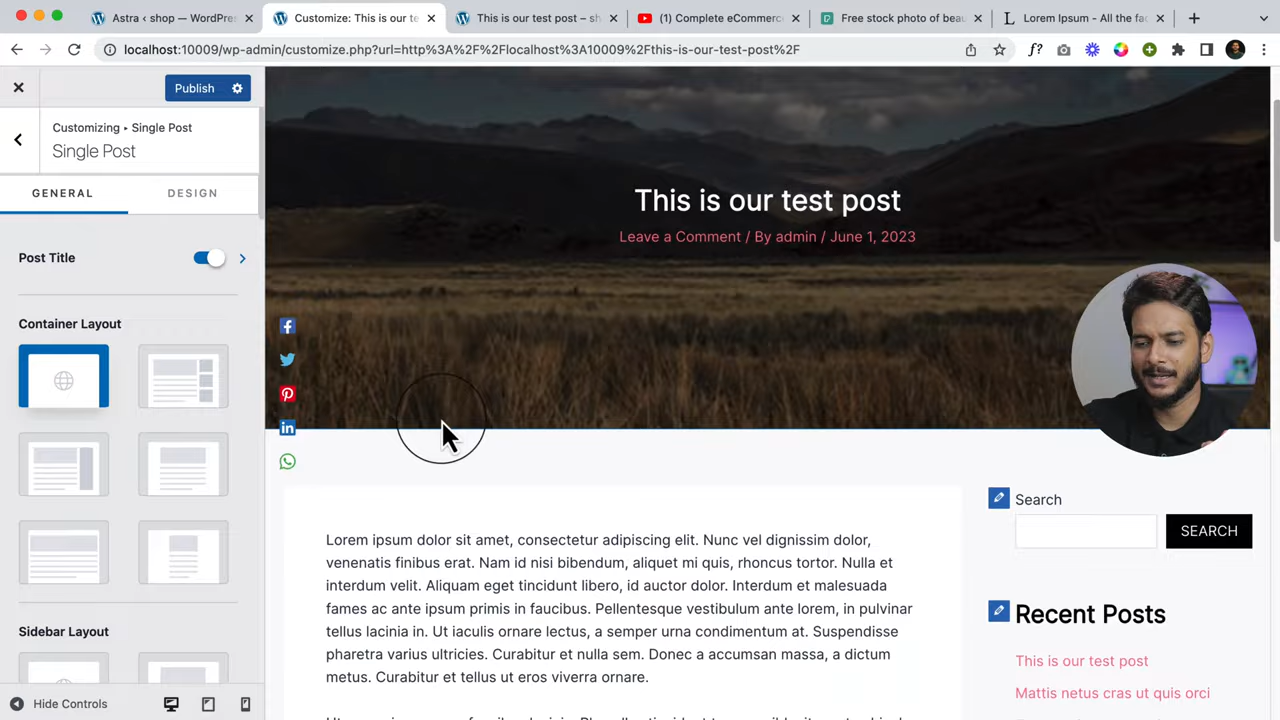 Astra ‹ shop — WordPress
Customize: This is our te
This is our test post – sh
(1) Complete eCommerc
Free stock photo of beau
Lorem Ipsum - All the fac
localhost:10009/wp-admin/customize.php?url=http%3A%2F%2Flocalhost%3A10009%2Fthis-is-our-test-post%2F
f?
Publish
Customizing ▸ Single Post
Single Post
GENERAL
DESIGN
Post Title
Container Layout
Sidebar Layout
Hide Controls
This is our test post
Leave a Comment / By admin / June 1, 2023
Lorem ipsum dolor sit amet, consectetur adipiscing elit. Nunc vel dignissim dolor,
venenatis finibus erat. Nam id nisi bibendum, aliquet mi quis, rhoncus tortor. Nulla et
interdum velit. Aliquam eget tincidunt libero, id auctor dolor. Interdum et malesuada
fames ac ante ipsum primis in faucibus. Pellentesque vestibulum ante lorem, in pulvinar
tellus lacinia in. Ut iaculis ornare lectus, a semper urna condimentum at. Suspendisse
pharetra varius ultricies. Curabitur et nulla sem. Donec a accumsan massa, a dictum
metus. Curabitur et tellus ut eros viverra ornare.
Search
SEARCH
Recent Posts
This is our test post
Mattis netus cras ut quis orci